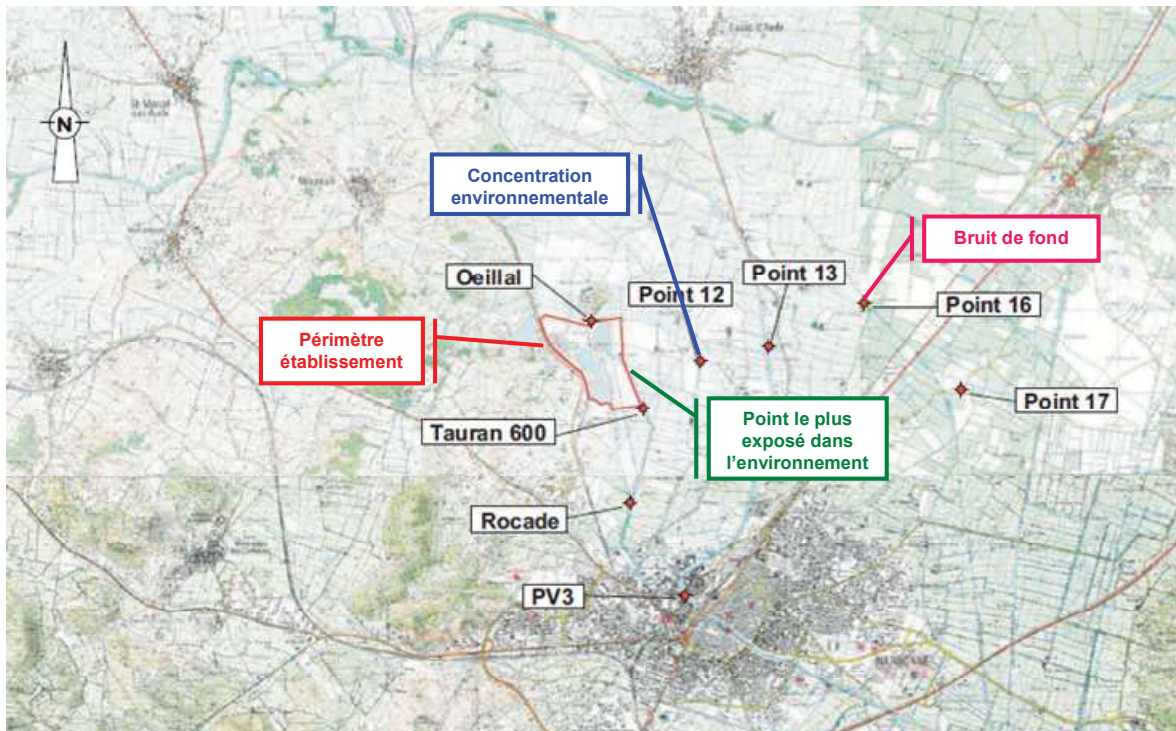 N
Concentration
environnementale
Bruit de fond
Oeillal
Point 12
Point 13
Point 16
Périmètre
établissement
Point le plus
exposé dans
l'environnement
Point 17
Tauran 600
Rocade
PV3